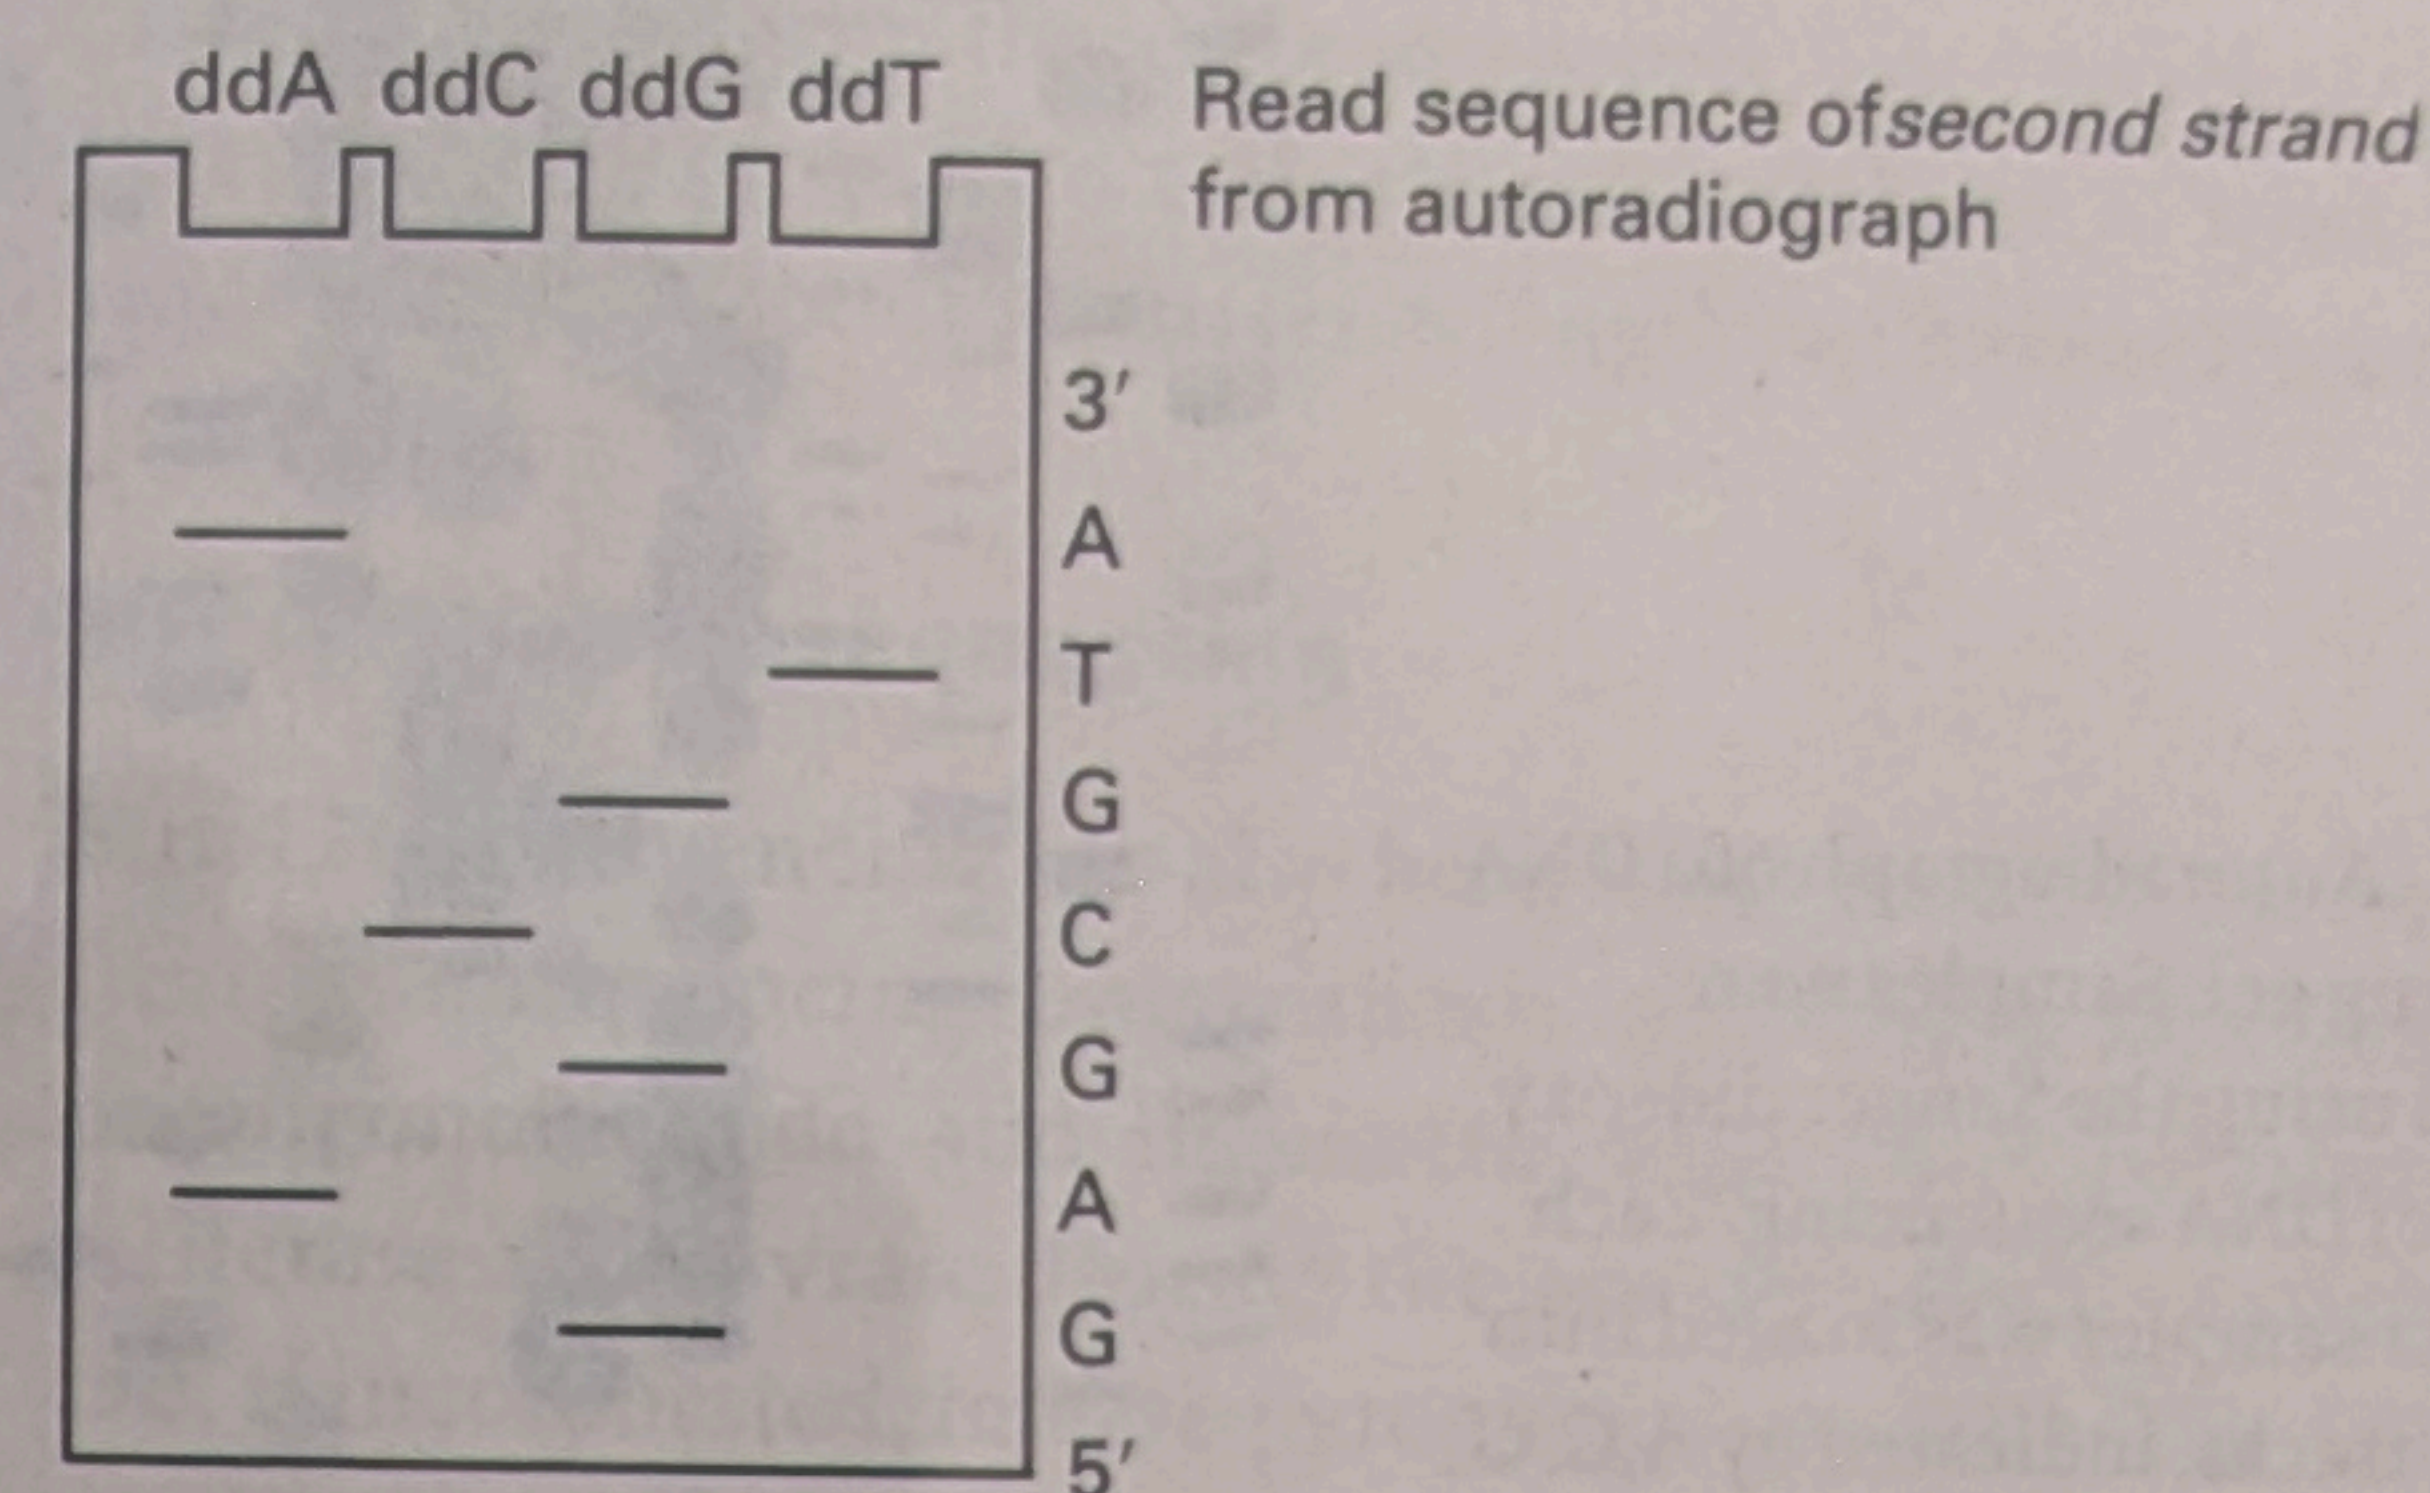 ddA ddC ddG ddT
Read sequence of second strand
from autoradiograph
3′
A
T
G
C
G
A
G
5′